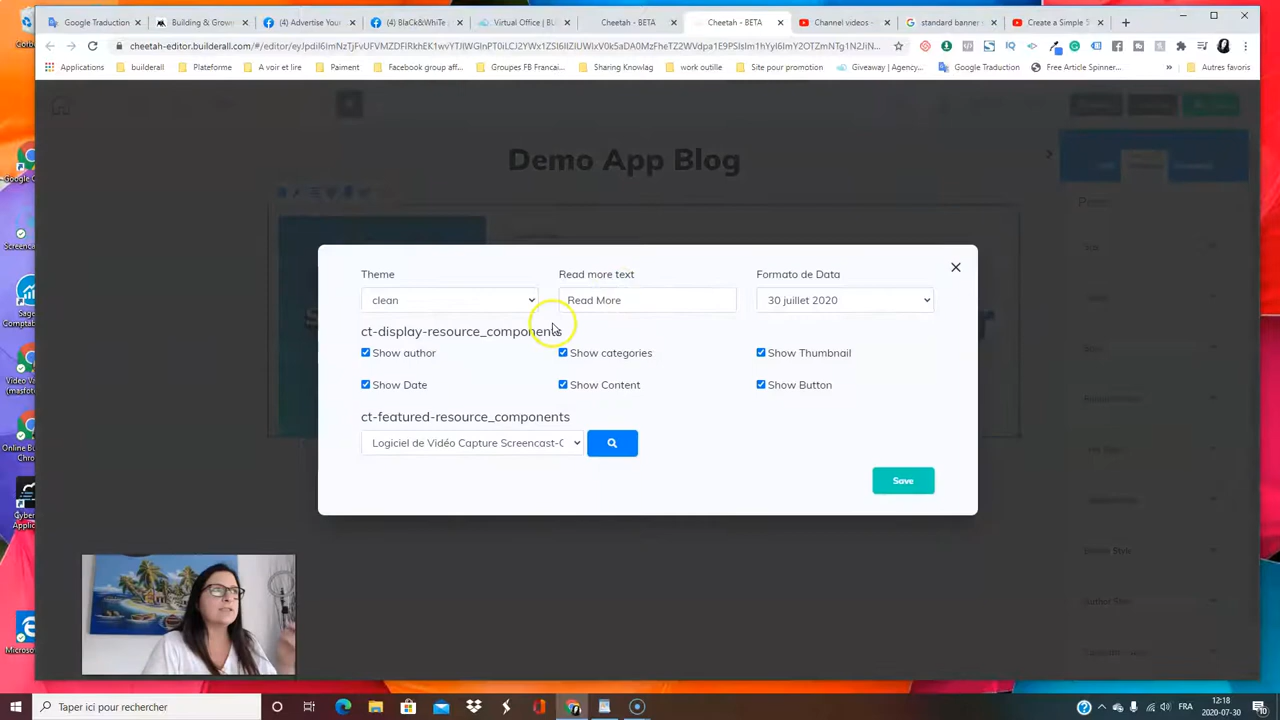 Google Traduction
Building & Grow
(4) Advertise You
(4) BlaCk&WhiTe
Virtual Office | BU
Cheetah - BETA
Cheetah - BETA
Channel videos -
standard banner
Create a Simple
Applications
builderall
Plateforme
A voir et lire
Paiment
Facebook group aff...
Groupes FB Francai...
Sharing Knowlag
work outille
Site pour promotion
Giveaway | Agency...
Google Traduction
Free Article Spinner...
»
Autres favoris
Demo App Blog
Theme
Read more text
Formato de Data
clean
Read More
30 juillet 2020
ct-display-resource_components
Show author
Show categories
Show Thumbnail
Show Date
Show Content
Show Button
ct-featured-resource_components
Logiciel de Vidéo Capture Screencast-
Save
Taper ici pour rechercher
FRA
12:18
2020-07-30